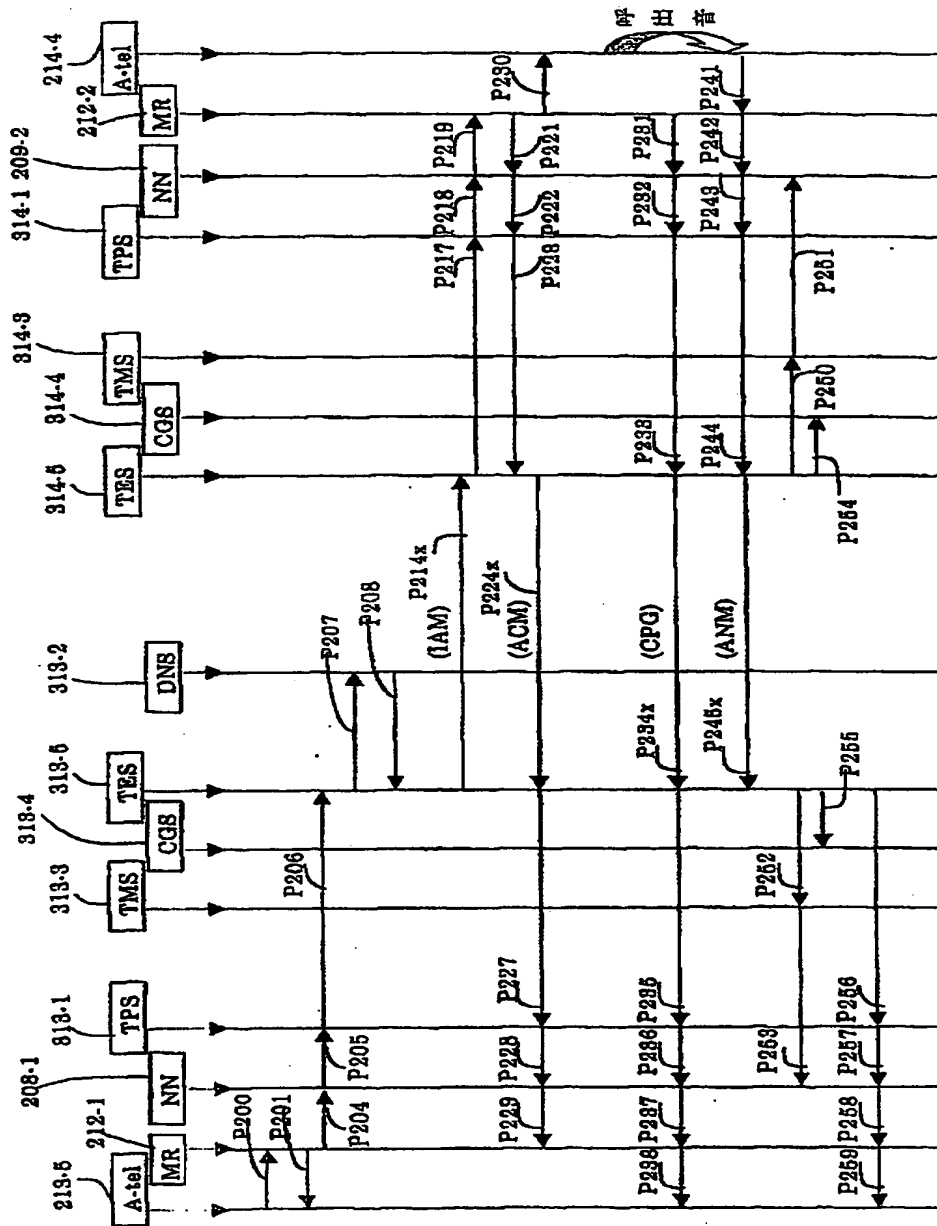 213·5
A-tel
212-1
MR
208·1
NN
313·1
TPS
313·3
TMS
313·4
CGS
313·5
TES
313·2
DNS
314·5
TES
314·4
CGS
314·3
TMS
314-1
TPS
209-2
NN
212-2
MR
214·4
A-tel
P200
P201
P204
P205
P206
P207
P208
P214x
(IAM)
P217
P218
P219
P221
P222
P223
P230
P224x
(ACM)
P227
P228
P229
呼出音
P231
P232
P233
(CPG)
P234x
P235
P236
P237
P238
P241
P242
P243
P244
(ANM)
P245x
P250
P251
P254
P252
P253
P255
P256
P257
P258
P259